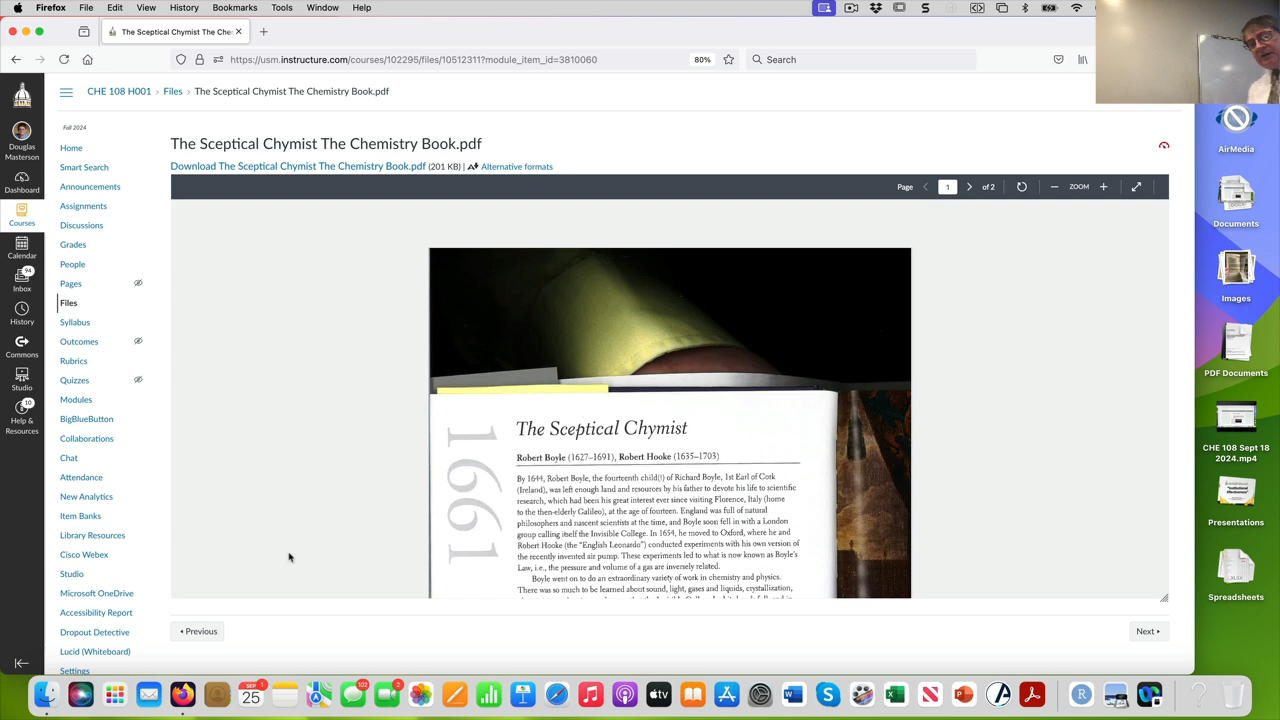 Firefox File Edit View History Bookmarks Tools Window Help
The Sceptical Chymist The Che
https://usm.instructure.com/courses/102295/files/10512311?module_item_id=3810060
80%
Search
CHE 108 H001 › Files › The Sceptical Chymist The Chemistry Book.pdf
Fall 2024
Douglas Masterson
Dashboard
Courses
Calendar
94
Inbox
History
Commons
Studio
10
Help & Resources
Home
Smart Search
Announcements
Assignments
Discussions
Grades
People
Pages
Files
Syllabus
Outcomes
Rubrics
Quizzes
Modules
BigBlueButton
Collaborations
Chat
Attendance
New Analytics
Item Banks
Library Resources
Cisco Webex
Studio
Microsoft OneDrive
Accessibility Report
Dropout Detective
Lucid (Whiteboard)
Settings
The Sceptical Chymist The Chemistry Book.pdf
Download The Sceptical Chymist The Chemistry Book.pdf (201 KB) | Alternative formats
Page 1 of 2 ZOOM
1661
The Sceptical Chymist
Robert Boyle (1627–1691), Robert Hooke (1635–1703)
By 1644, Robert Boyle, the fourteenth child(!) of Richard Boyle, 1st Earl of Cork
(Ireland), was left enough land and resources by his father to devote his life to scientific
research, which had been his great interest ever since visiting Florence, Italy (home
to the then-elderly Galileo), at the age of fourteen. England was full of natural
philosophers and nascent scientists at the time, and Boyle soon fell in with a London
group calling itself the Invisible College. In 1654, he moved to Oxford, where he and
Robert Hooke (the “English Leonardo”) conducted experiments with his own version of
the recently invented air pump. These experiments led to what is now known as Boyle's
Law, i.e., the pressure and volume of a gas are inversely related.
Boyle went on to do an extraordinary variety of work in chemistry and physics.
There was so much to be learned about sound, light, gases and liquids, crystallization,
Previous
Next
AirMedia
Documents
Images
PDF Documents
CHE 108 Sept 18
2024.mp4
Presentations
Spreadsheets
SEP 1
25
102
2